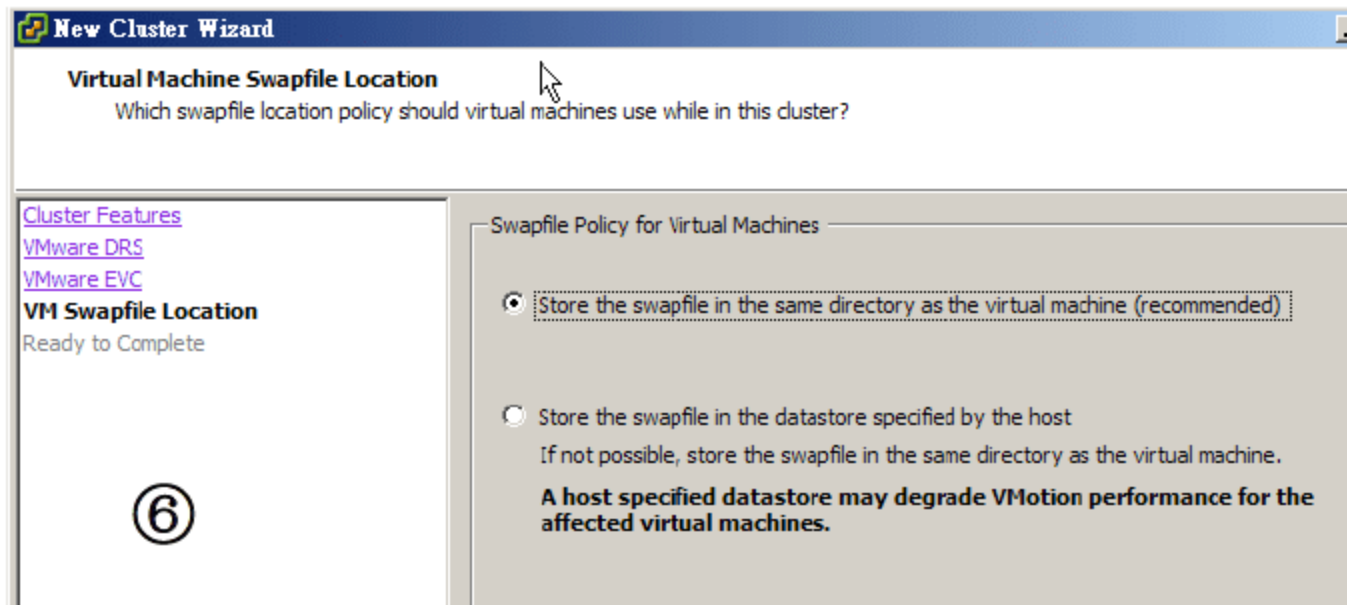 New Cluster Wizard
Virtual Machine Swapfile Location
Which swapfile location policy should virtual machines use while in this cluster?
Cluster Features
VMware DRS
VMware EVC
VM Swapfile Location
Ready to Complete
⑥
Swapfile Policy for Virtual Machines
Store the swapfile in the same directory as the virtual machine (recommended)
Store the swapfile in the datastore specified by the host
If not possible, store the swapfile in the same directory as the virtual machine.
A host specified datastore may degrade VMotion performance for the
affected virtual machines.